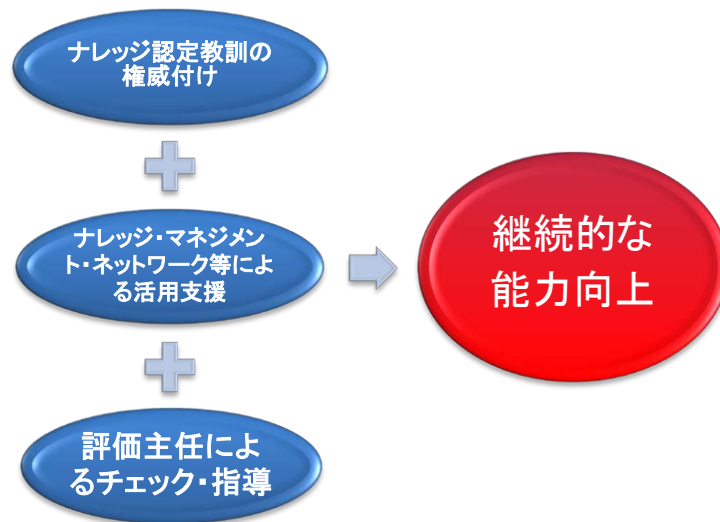 ナレッジ認定教訓の
権威付け
ナレッジ・マネジメン
ト・ネットワーク等によ
る活用支援
評価主任によ
るチェック・指導
継続的な
能力向上